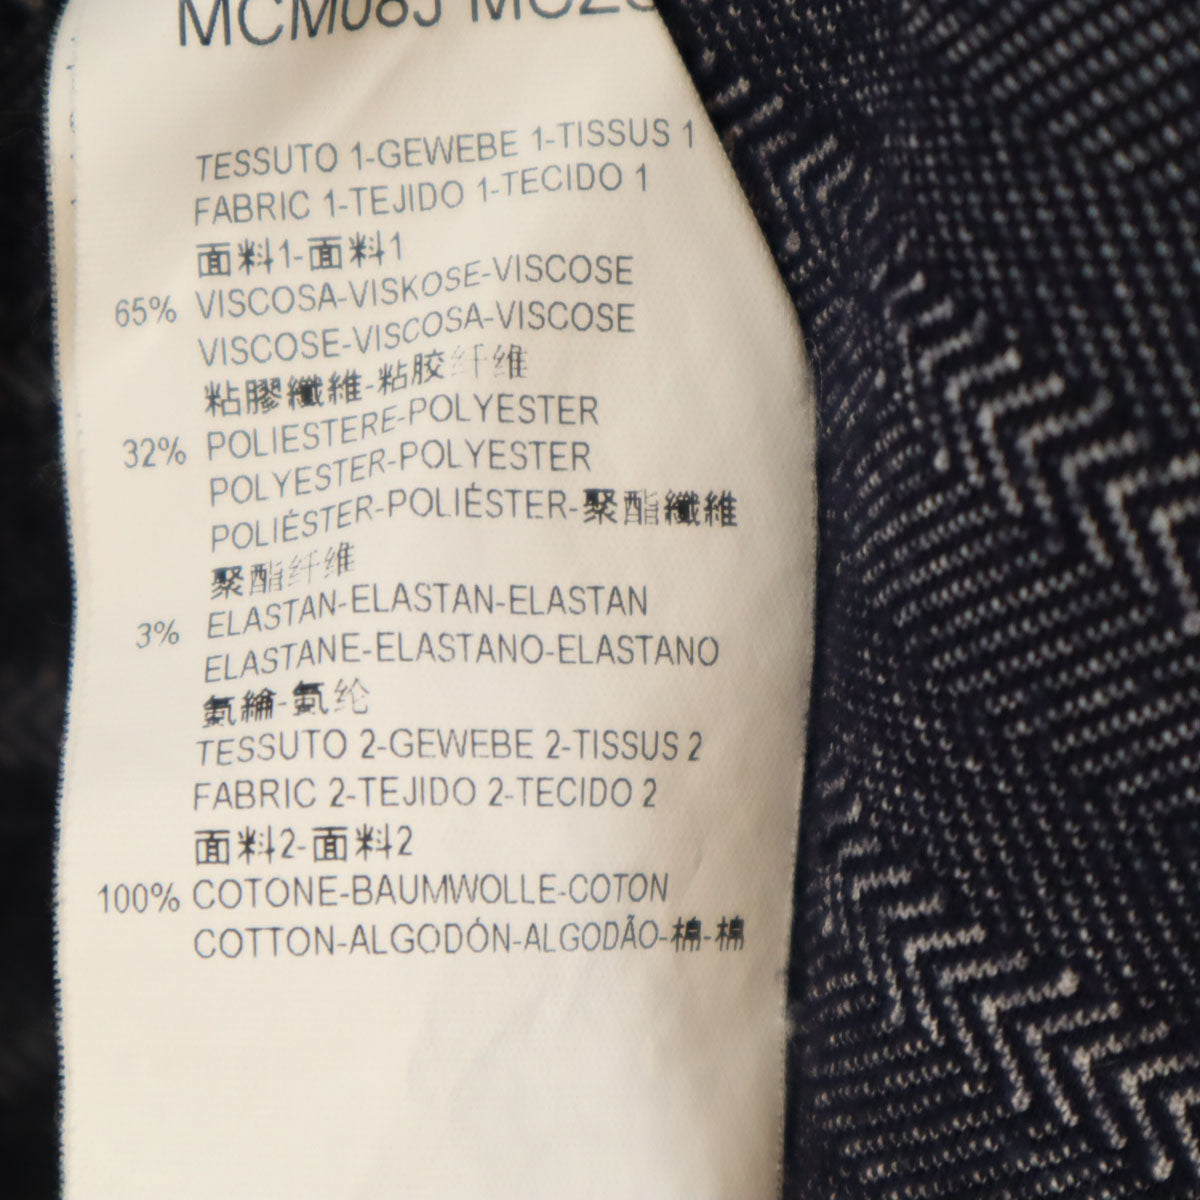 MCM08J
TESSUTO 1-GEWEBE 1-TISSUS 1
FABRIC 1-TEJIDO 1-TECIDO 1
面料1-面料1
65% VISCOSA-VISKOSE-VISCOSE
VISCOSE-VISCOSA-VISCOSE
粘膠纖維-粘胶纤维
32% POLIESTERE-POLYESTER
POLYESTER-POLYESTER
POLIÉSTER-POLIÉSTER-聚酯纖維
聚酯纤维
3% ELASTAN-ELASTAN-ELASTAN
ELASTANE-ELASTANO-ELASTANO
氨綸-氨纶
TESSUTO 2-GEWEBE 2-TISSUS 2
FABRIC 2-TEJIDO 2-TECIDO 2
面料2-面料2
100% COTONE-BAUMWOLLE-COTON
COTTON-ALGODÓN-ALGODÃO-棉-棉